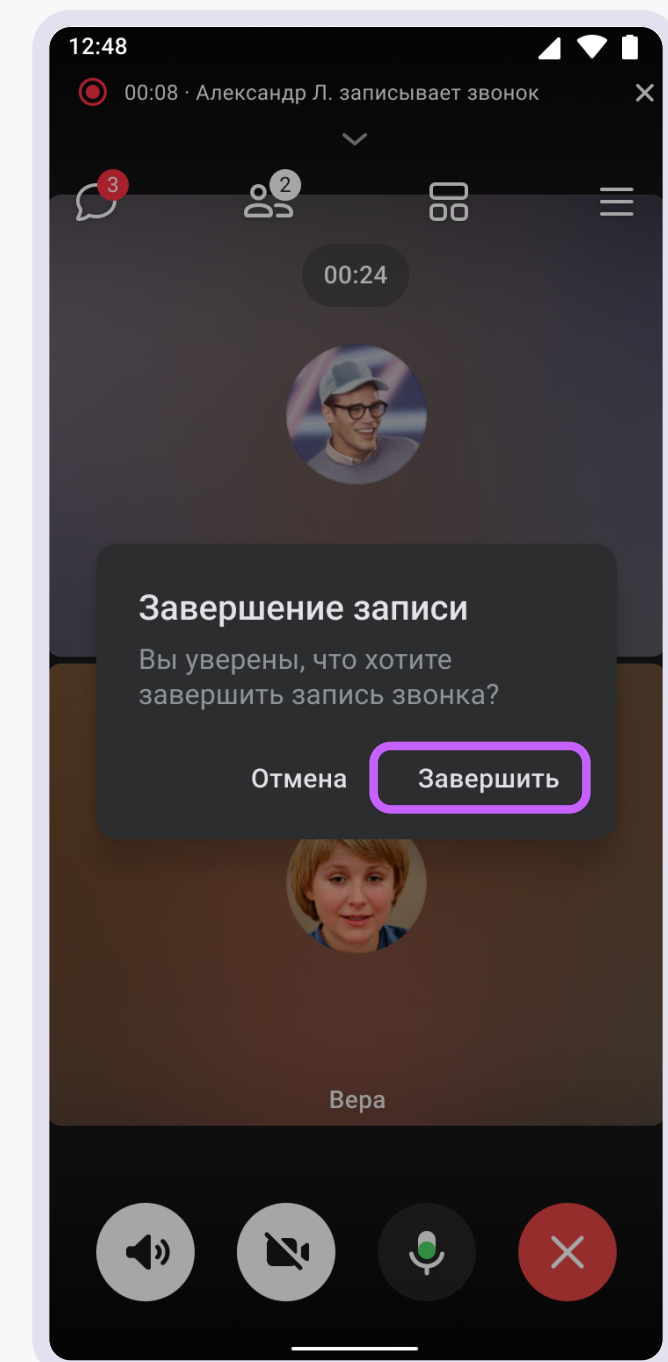 12:48
00:08 · Александр Л. записывает звонок
3
2
00:24
Завершение записи
Вы уверены, что хотите
завершить запись звонка?
Отмена
Завершить
Вера